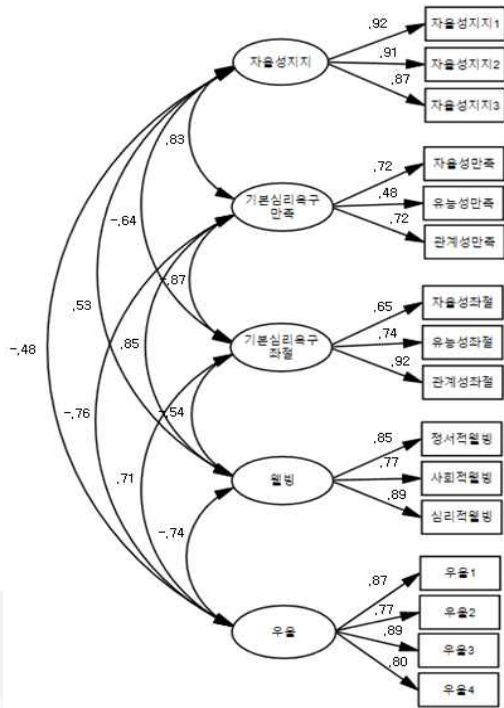 .92
자율성지지1
.91
자율성지지
자율성지지2
.87
자율성지지3
.83
.72
자율성만족
기본심리욕구
만족
.48
유능성만족
-.64
.72
관계성만족
-.87
.65
자율성좌절
.53
.74
유능성좌절
-.48
.85
기본심리욕구
좌절
.92
관계성좌절
-.76
-.54
.85
정서적웰빙
.77
사회적웰빙
.71
웰빙
.89
심리적웰빙
-.74
.87
우울1
.77
우울2
우울
.89
우울3
.80
우울4